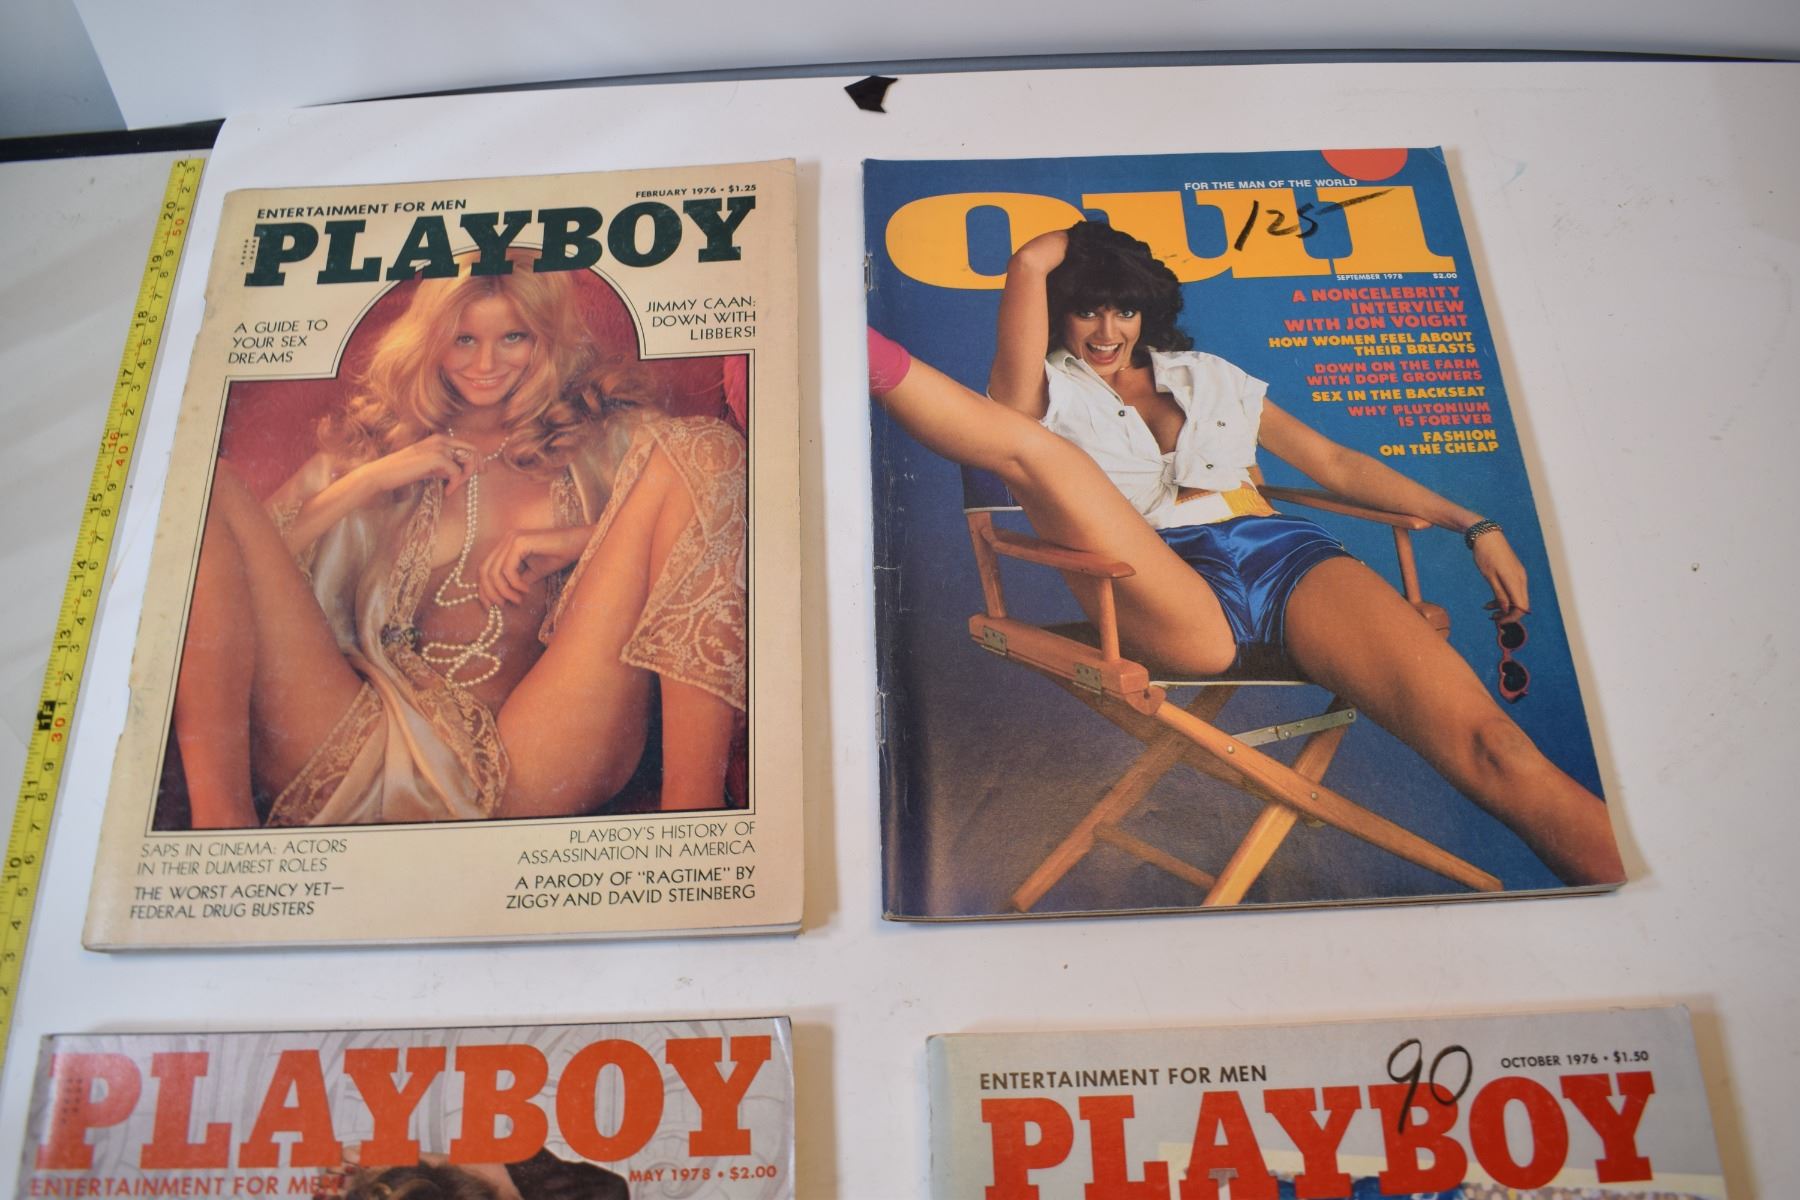 ENTERTAINMENT FOR MEN
FEBRUARY 1976 • $1.25
PLAYBOY
A GUIDE TO
YOUR SEX
DREAMS
JIMMY CAAN:
DOWN WITH
LIBBERS!
SAPS IN CINEMA: ACTORS
IN THEIR DUMBEST ROLES
THE WORST AGENCY YET—
FEDERAL DRUG BUSTERS
PLAYBOY'S HISTORY OF
ASSASSINATION IN AMERICA
A PARODY OF "RAGTIME" BY
ZIGGY AND DAVID STEINBERG
FOR THE MAN OF THE WORLD
oui
125
SEPTEMBER 1978 $2.00
A NONCELEBRITY
INTERVIEW
WITH JON VOIGHT
HOW WOMEN FEEL ABOUT
THEIR BREASTS
DOWN ON THE FARM
WITH DOPE GROWERS
SEX IN THE BACKSEAT
WHY PLUTONIUM
IS FOREVER
FASHION
ON THE CHEAP
PLAYBOY
MAY 1978 • $2.00
ENTERTAINMENT FOR MEN
ENTERTAINMENT FOR MEN
90
OCTOBER 1976 • $1.50
PLAYBOY